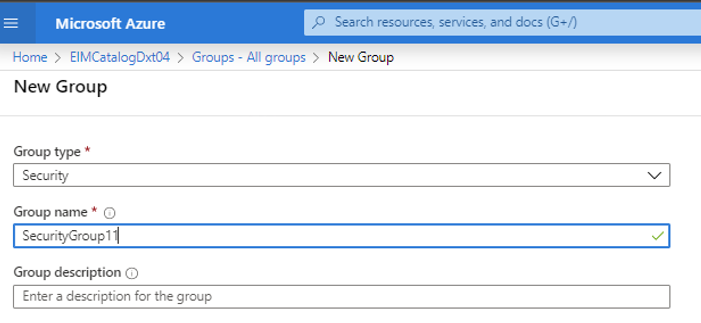 Microsoft Azure
Search resources, services, and docs (G+/)
Home > EIMCatalogDxt04 > Groups - All groups > New Group
New Group
Group type *
Security
Group name *
SecurityGroup11
Group description
Enter a description for the group